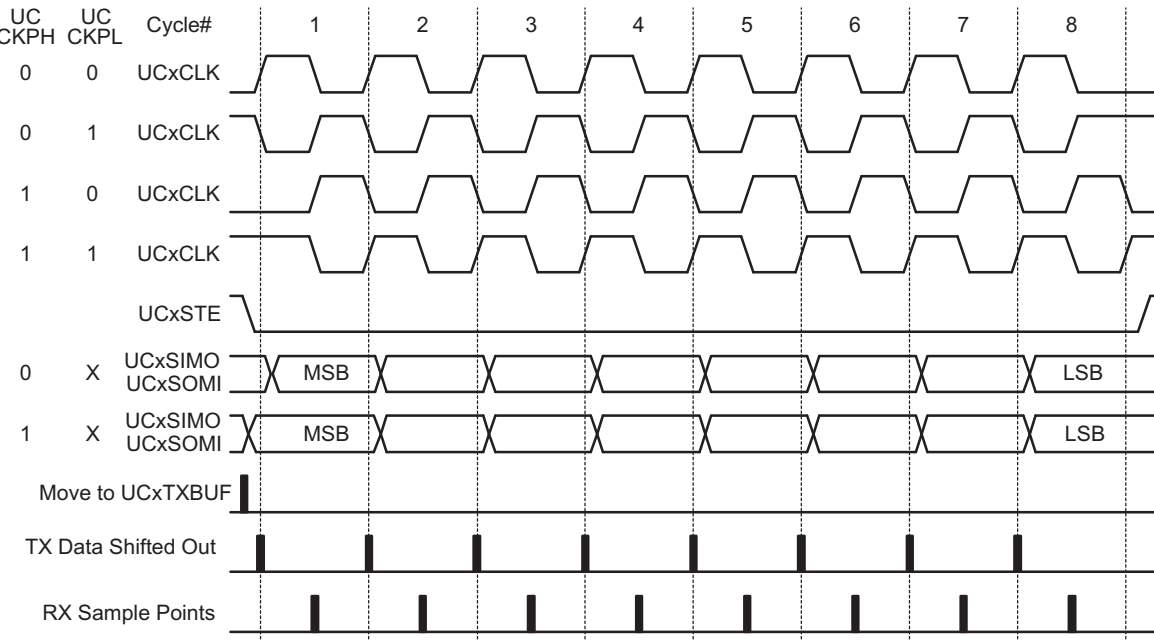 UC UC Cycle# 1 2 3 4 5 6 7 8
CKPH CKPL
0 0 UCxCLK
0 1 UCxCLK
1 0 UCxCLK
1 1 UCxCLK
UCxSTE
0 X UCxSIMO MSB LSB
UCxSOMI
1 X UCxSIMO MSB LSB
UCxSOMI
Move to UCxTXBUF
TX Data Shifted Out
RX Sample Points